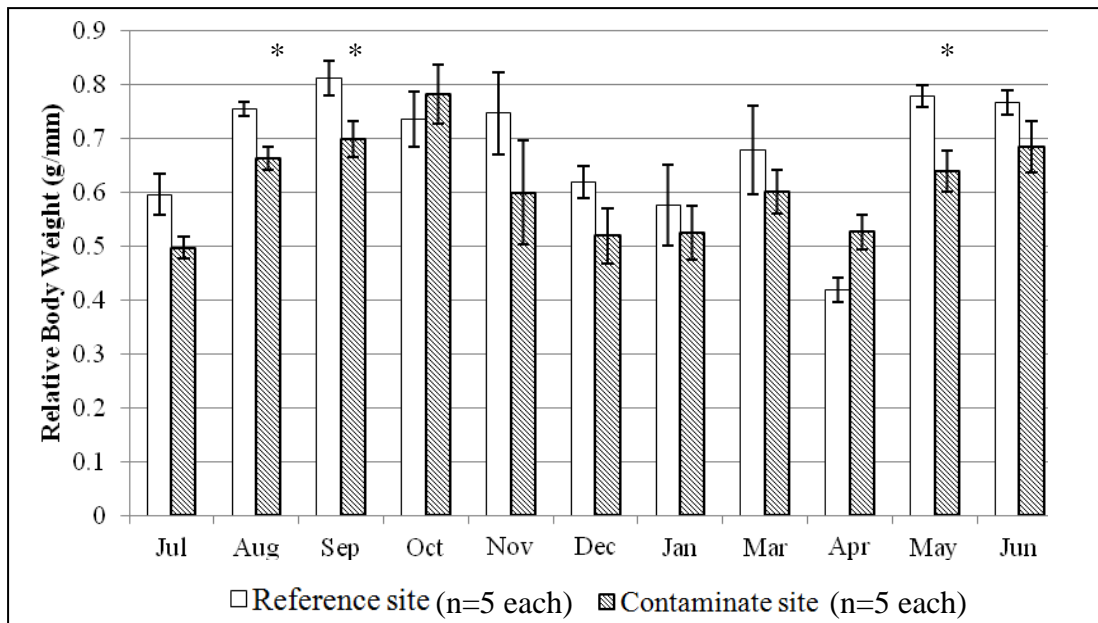 Relative Body Weight (g/mm)
0.9
0.8
0.7
0.6
0.5
0.4
0.3
0.2
0.1
0
* * *
Jul Aug Sep Oct Nov Dec Jan Mar Apr May Jun
Reference site (n=5 each) Contaminate site (n=5 each)